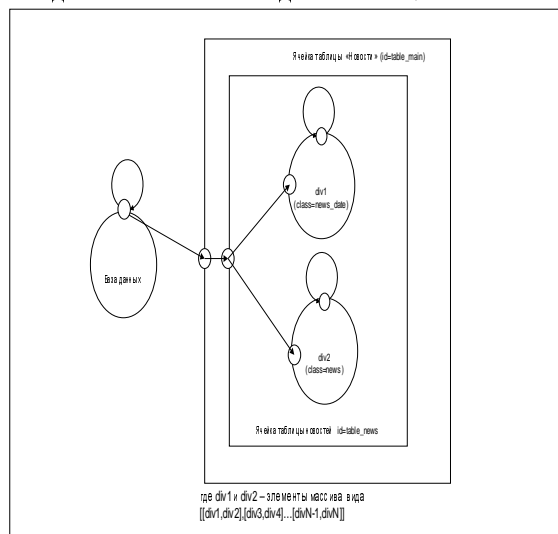 Ячейка таблицы «Новости» (id=table_main)
div1
(class=news_date)
База данных
div2
(class=news)
Ячейка таблицы новостей id=table_news
где div1 и div2 – элементы массива вида
[[div1,div2],[div3,div4]...[divN-1,divN]]